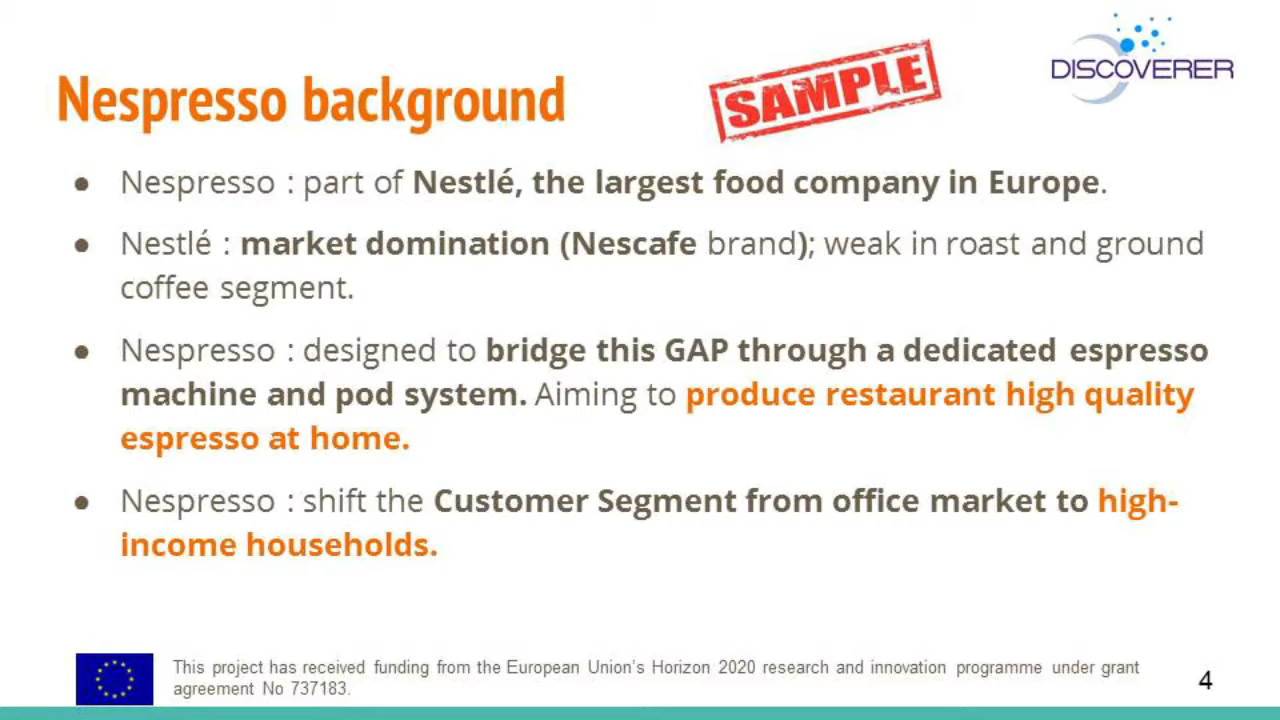 Nespresso background
SAMPLE
DISCOVERER
● Nespresso : part of Nestlé, the largest food company in Europe.
● Nestlé : market domination (Nescafe brand); weak in roast and ground
coffee segment.
● Nespresso : designed to bridge this GAP through a dedicated espresso
machine and pod system. Aiming to produce restaurant high quality
espresso at home.
● Nespresso : shift the Customer Segment from office market to high-
income households.
This project has received funding from the European Union's Horizon 2020 research and innovation programme under grant
agreement No 737183.
4